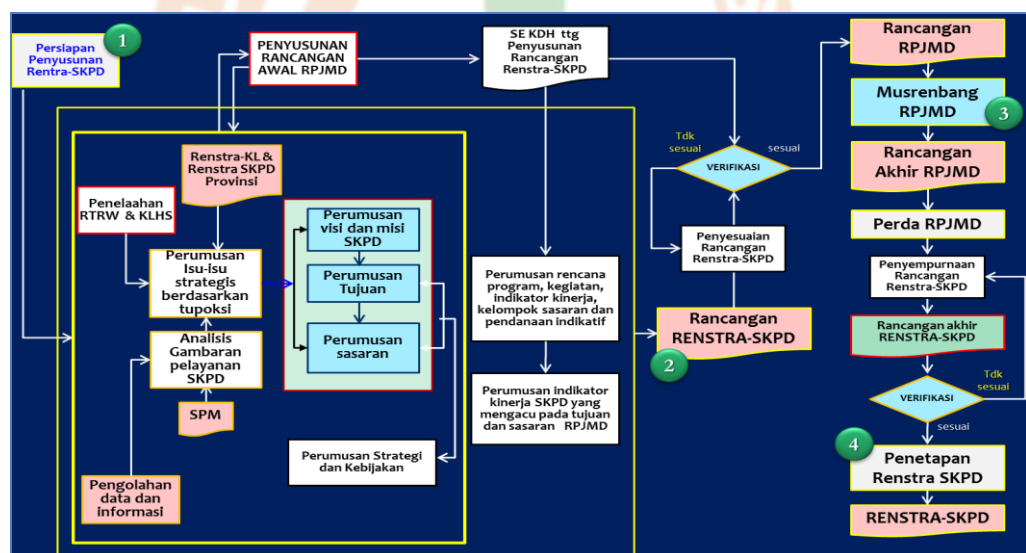 1
Persiapan
Penyusunan
Rentra-SKPD
PENYUSUNAN
RANCANGAN
AWAL RPJMD
SE KDH ttg
Penyusunan
Rancangan
Renstra-SKPD
Renstra-KL &
Renstra SKPD
Provinsi
Penelaahan
RTRW & KLHS
Perumusan
Isu-isu
strategis
berdasarkan
tupoksi
Analisis
Gambaran
pelayanan
SKPD
SPM
Pengolahan
data dan
informasi
Perumusan
visi dan misi
SKPD
Perumusan
Tujuan
Perumusan
sasaran
Perumusan Strategi
dan Kebijakan
Perumusan rencana
program, kegiatan,
indikator kinerja,
kelompok sasaran dan
pendanaan indikatif
Perumusan indikator
kinerja SKPD yang
mengacu pada tujuan
dan sasaran RPJMD
Tdk
sesuai
sesuai
VERIFIKASI
Penyesuaian
Rancangan
Renstra-SKPD
Rancangan
RENSTRA-SKPD
2
Rancangan
RPJMD
Musrenbang
RPJMD
3
Rancangan
Akhir RPJMD
Perda RPJMD
Penyempurnaan
Rancangan
Renstra-SKPD
Rancangan akhir
RENSTRA-SKPD
Tdk
sesuai
VERIFIKASI
sesuai
4
Penetapan
Renstra SKPD
RENSTRA-SKPD